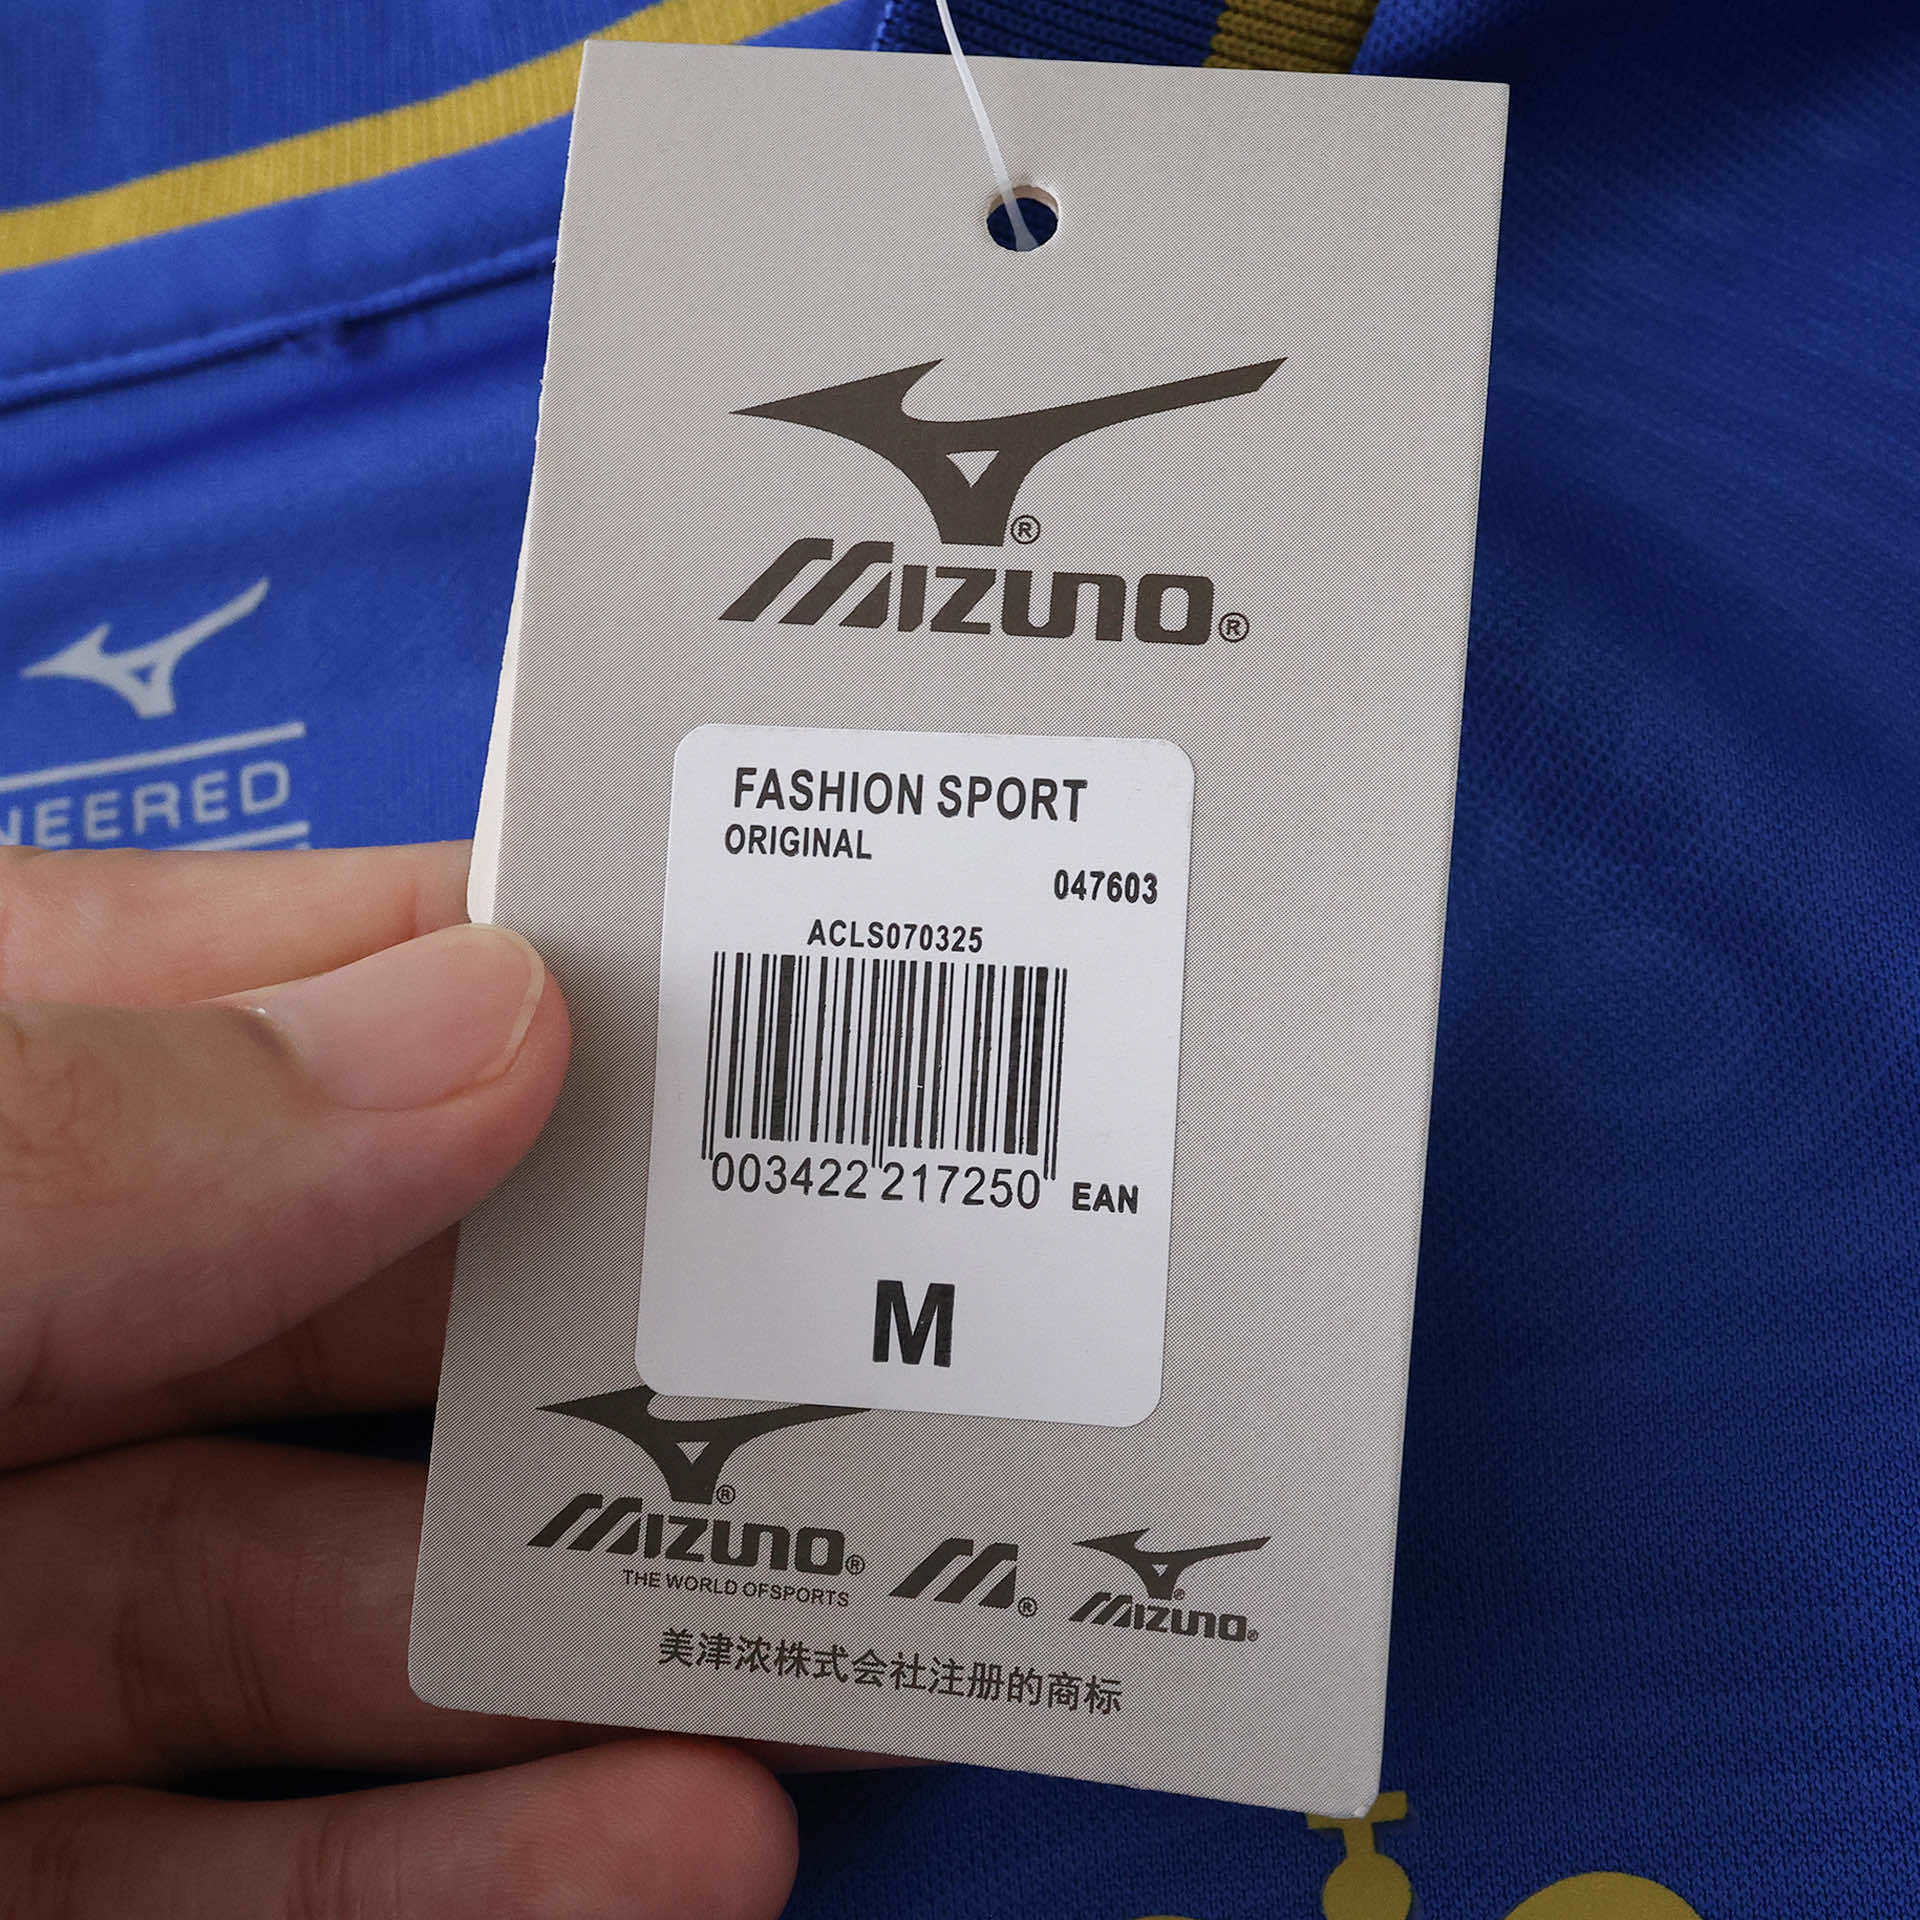 MIZUNO®
FASHION SPORT
ORIGINAL
047603
ACLS070325
003422 217250 EAN
M
MIZUNO®
THE WORLD OFSPORTS
MIZUNO®
美津浓株式会社注册的商标
NEERED